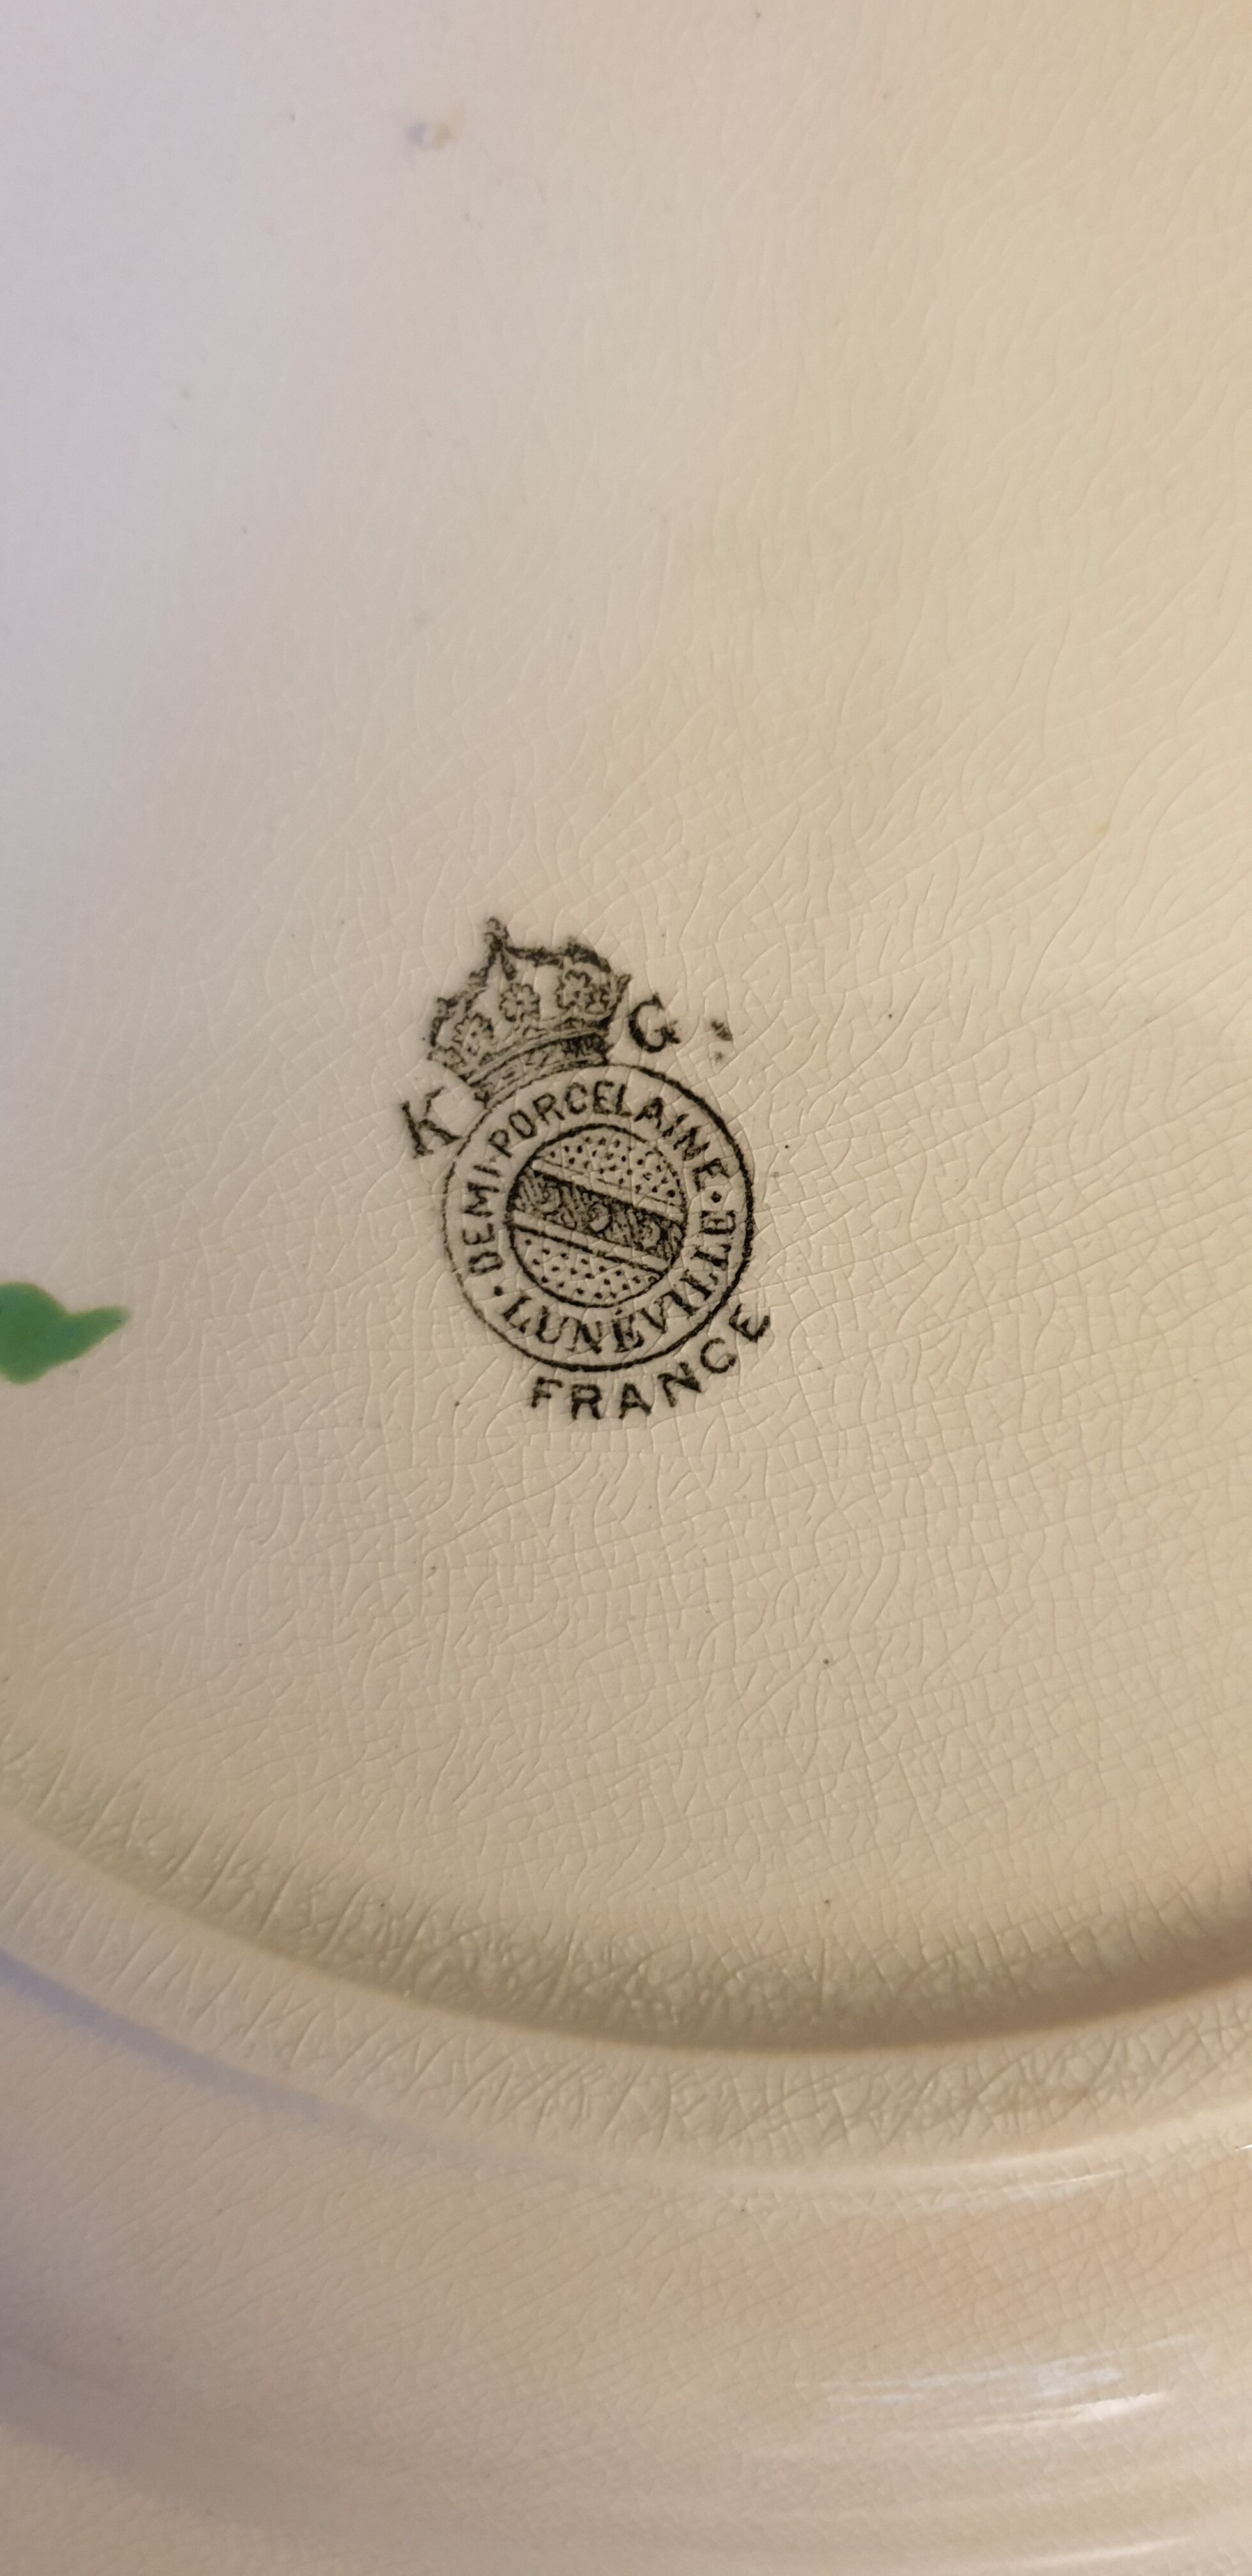 K G
DEMI-PORCELAINE
LUNÉVILLE
FRANCE